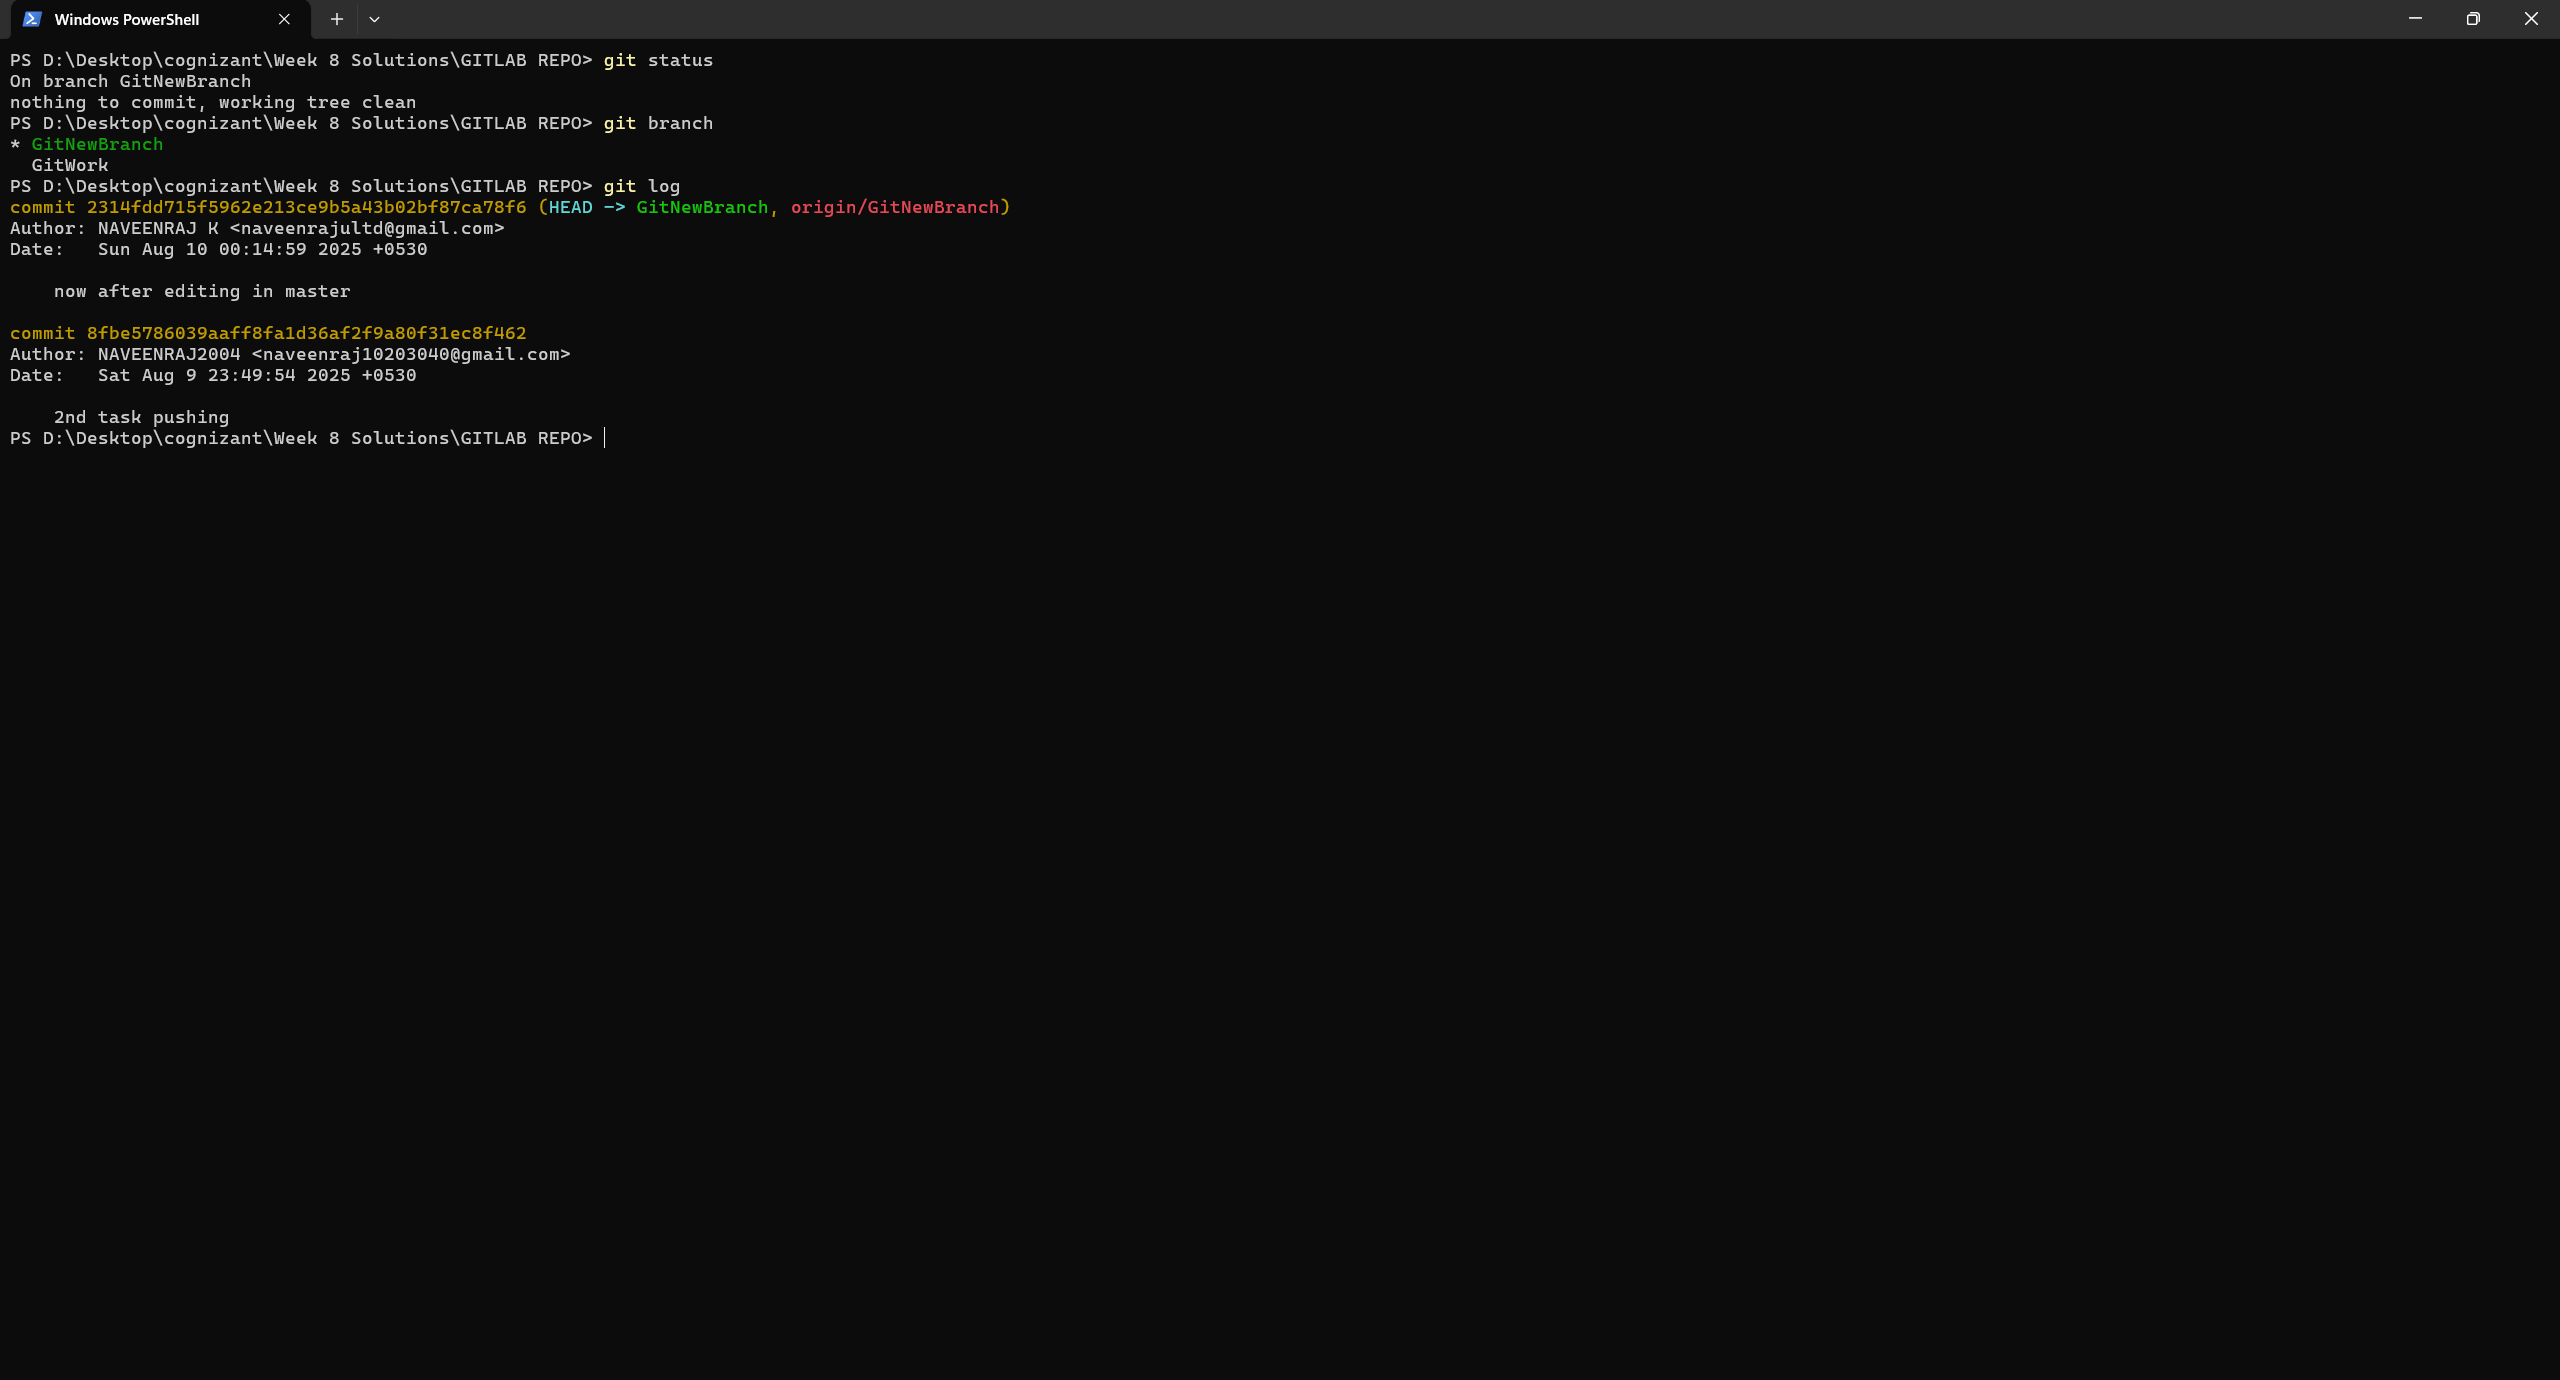 Windows PowerShell
PS D:\Desktop\cognizant\Week 8 Solutions\GITLAB REPO> git status
On branch GitNewBranch
nothing to commit, working tree clean
PS D:\Desktop\cognizant\Week 8 Solutions\GITLAB REPO> git branch
* GitNewBranch
  GitWork
PS D:\Desktop\cognizant\Week 8 Solutions\GITLAB REPO> git log
commit 2314fdd715f5962e213ce9b5a43b02bf87ca78f6 (HEAD -> GitNewBranch, origin/GitNewBranch)
Author: NAVEENRAJ K <naveenrajultd@gmail.com>
Date:   Sun Aug 10 00:14:59 2025 +0530
    now after editing in master
commit 8fbe5786039aaff8fa1d36af2f9a80f31ec8f462
Author: NAVEENRAJ2004 <naveenraj10203040@gmail.com>
Date:   Sat Aug 9 23:49:54 2025 +0530
    2nd task pushing
PS D:\Desktop\cognizant\Week 8 Solutions\GITLAB REPO>